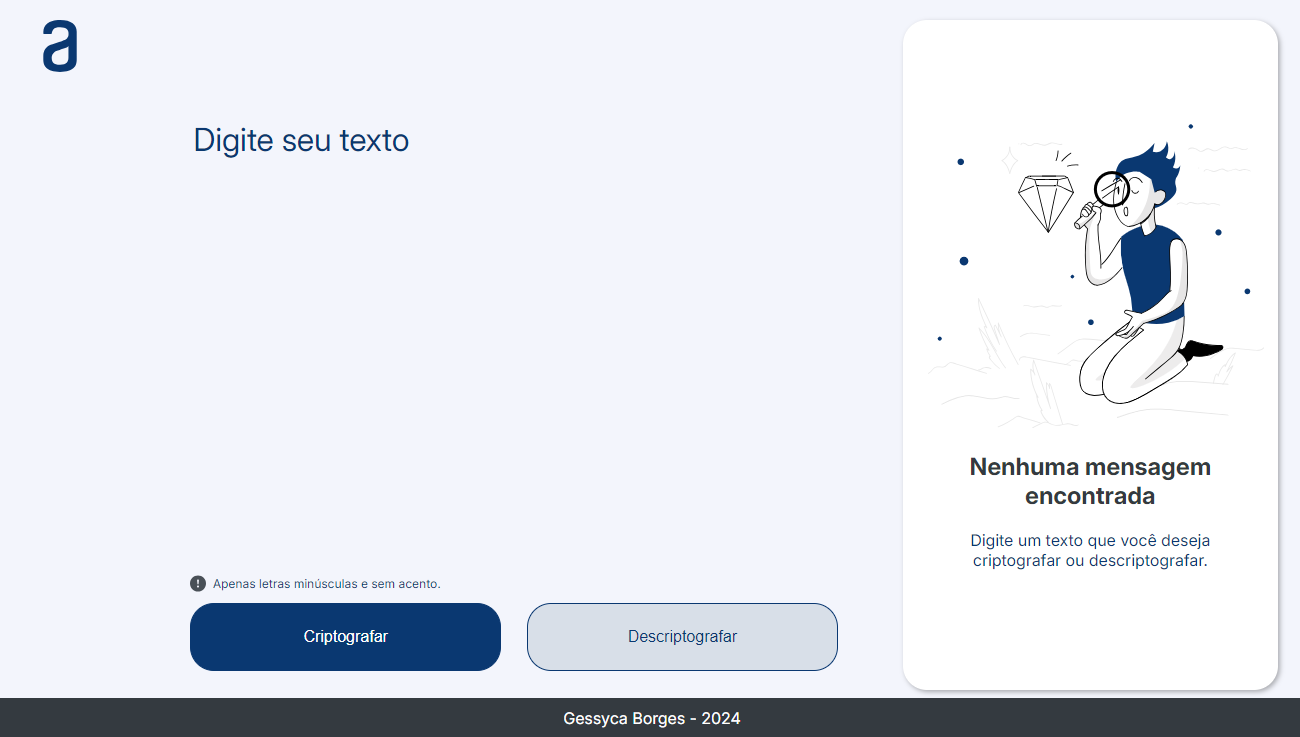 a
Digite seu texto
Apenas letras minúsculas e sem acento.
Criptografar
Descriptografar
Nenhuma mensagem
encontrada
Digite um texto que você deseja
criptografar ou descriptografar.
Gessyca Borges - 2024